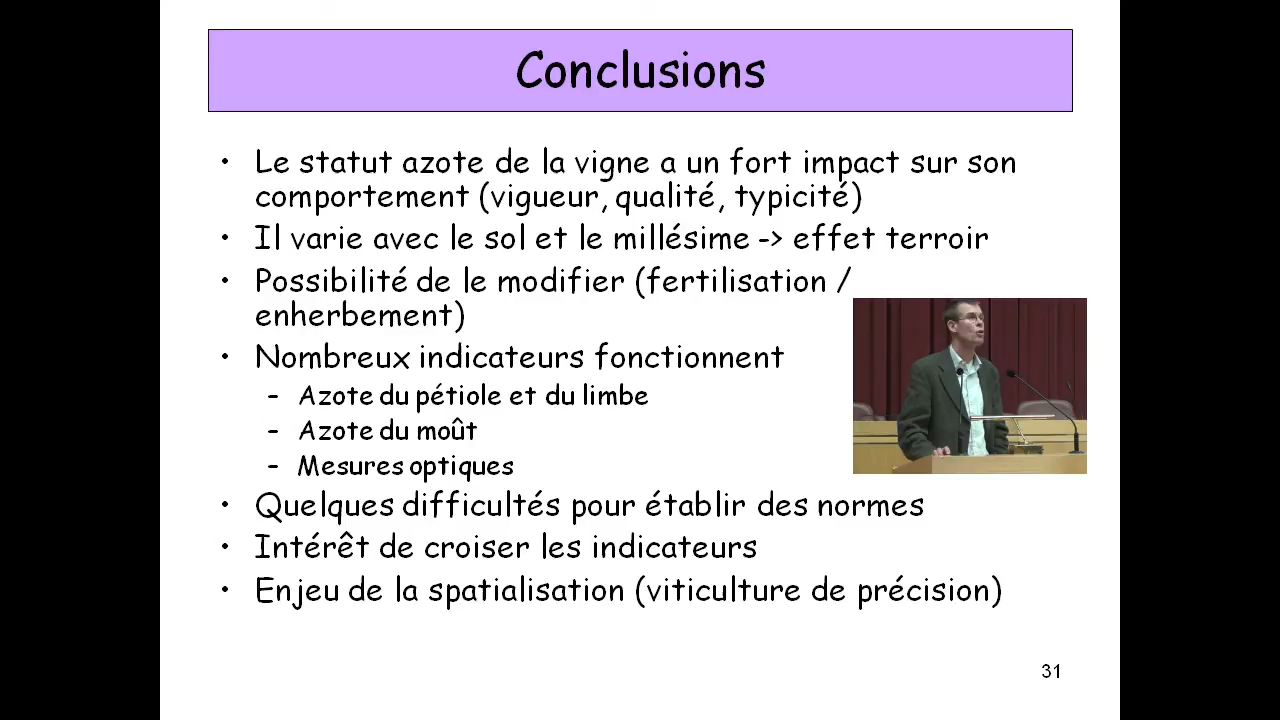 Conclusions
• Le statut azote de la vigne a un fort impact sur son
comportement (vigueur, qualité, typicité)
• Il varie avec le sol et le millésime -> effet terroir
• Possibilité de le modifier (fertilisation /
enherbement)
• Nombreux indicateurs fonctionnent
– Azote du pétiole et du limbe
– Azote du moût
– Mesures optiques
• Quelques difficultés pour établir des normes
• Intérêt de croiser les indicateurs
• Enjeu de la spatialisation (viticulture de précision)
31